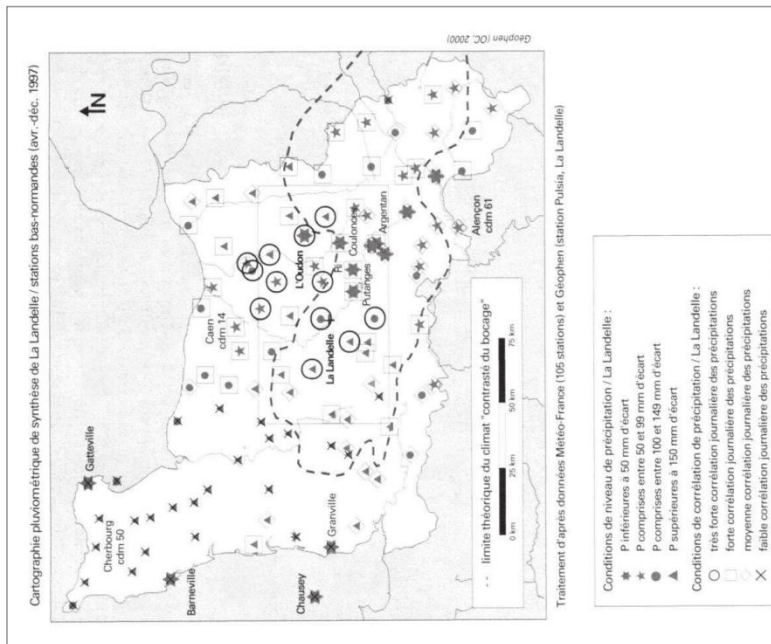 Cartographie pluviométrique de synthèse de La Landelle / stations bas-normandes (avr.-déc. 1997)
N
Gatteville
Cherbourg
cdm 50
Barneville
Caen
cdm 14
L'Oudon
Ri
Coulonces
Putanges
Argentan
La Landelle
Granville
Chausey
Alençon
cdm 61
- - limite théorique du climat "contrasté du bocage"
0 km 25 km 50 km 75 km
Géophen (OC, 2000)
Traitement d'après données Météo-France (105 stations) et Géophen (station Pulsia, La Landelle)
Conditions de niveau de précipitation / La Landelle :
P inférieures à 50 mm d'écart
P comprises entre 50 et 99 mm d'écart
P comprises entre 100 et 149 mm d'écart
P supérieures à 150 mm d'écart
Conditions de corrélation de précipitation / La Landelle :
très forte corrélation journalière des précipitations
forte corrélation journalière des précipitations
moyenne corrélation journalière des précipitations
faible corrélation journalière des précipitations